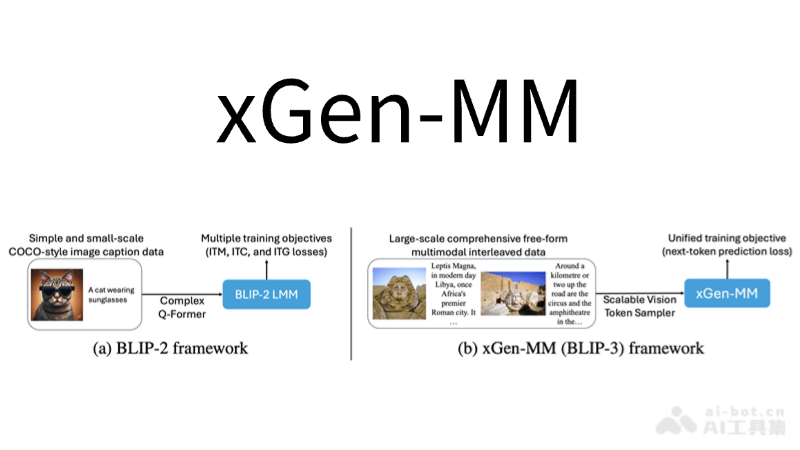 xGen-MM
Simple and small-scale
COCO-style image caption data
A cat wearing
sunglasses
Complex
Q-Former
Multiple training objectives
(ITM, ITC, and ITG losses)
BLIP-2 LMM
(a) BLIP-2 framework
Large-scale comprehensive free-form
multimodal interleaved data
Leptis Magna,
in modern day
Libya, once
Africa's
premier
Roman city. It
...
Around a
kilometre or
two up the
road are the
circus and the
amphitheatre
in the...
Scalable Vision
Token Sampler
Unified training objective
(next-token prediction loss)
xGen-MM
(b) xGen-MM (BLIP-3) framework
ai-bot.cn
AI工具集